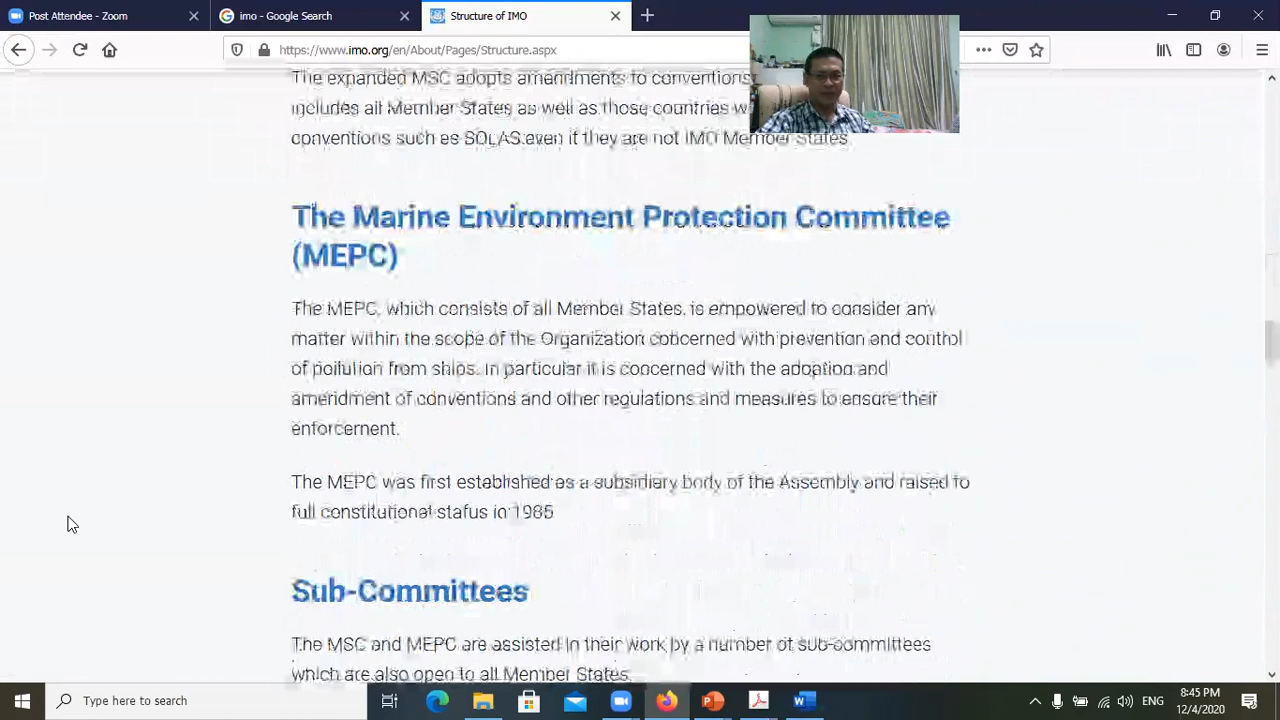 Post Attendee - Zoom
imo - Google Search
Structure of IMO
https://www.imo.org/en/About/Pages/Structure.aspx
The expanded MSC adopts amendments to conventions
includes all Member States as well as those countries
conventions such as SOLAS even if they are not IMO Member States
The Marine Environment Protection Committee
(MEPC)
The MEPC, which consists of all Member States, is empowered to consider any
matter within the scope of the Organization concerned with prevention and control
of pollution from ships. In particular it is concerned with the adoption and
amendment of conventions and other regulations and measures to ensure their
enforcement.
The MEPC was first established as a subsidiary body of the Assembly and raised to
full constitutional status in 1985
Sub-Committees
The MSC and MEPC are assisted in their work by a number of sub-committees
which are also open to all Member States.
Type here to search
ENG
8:45 PM
12/4/2020